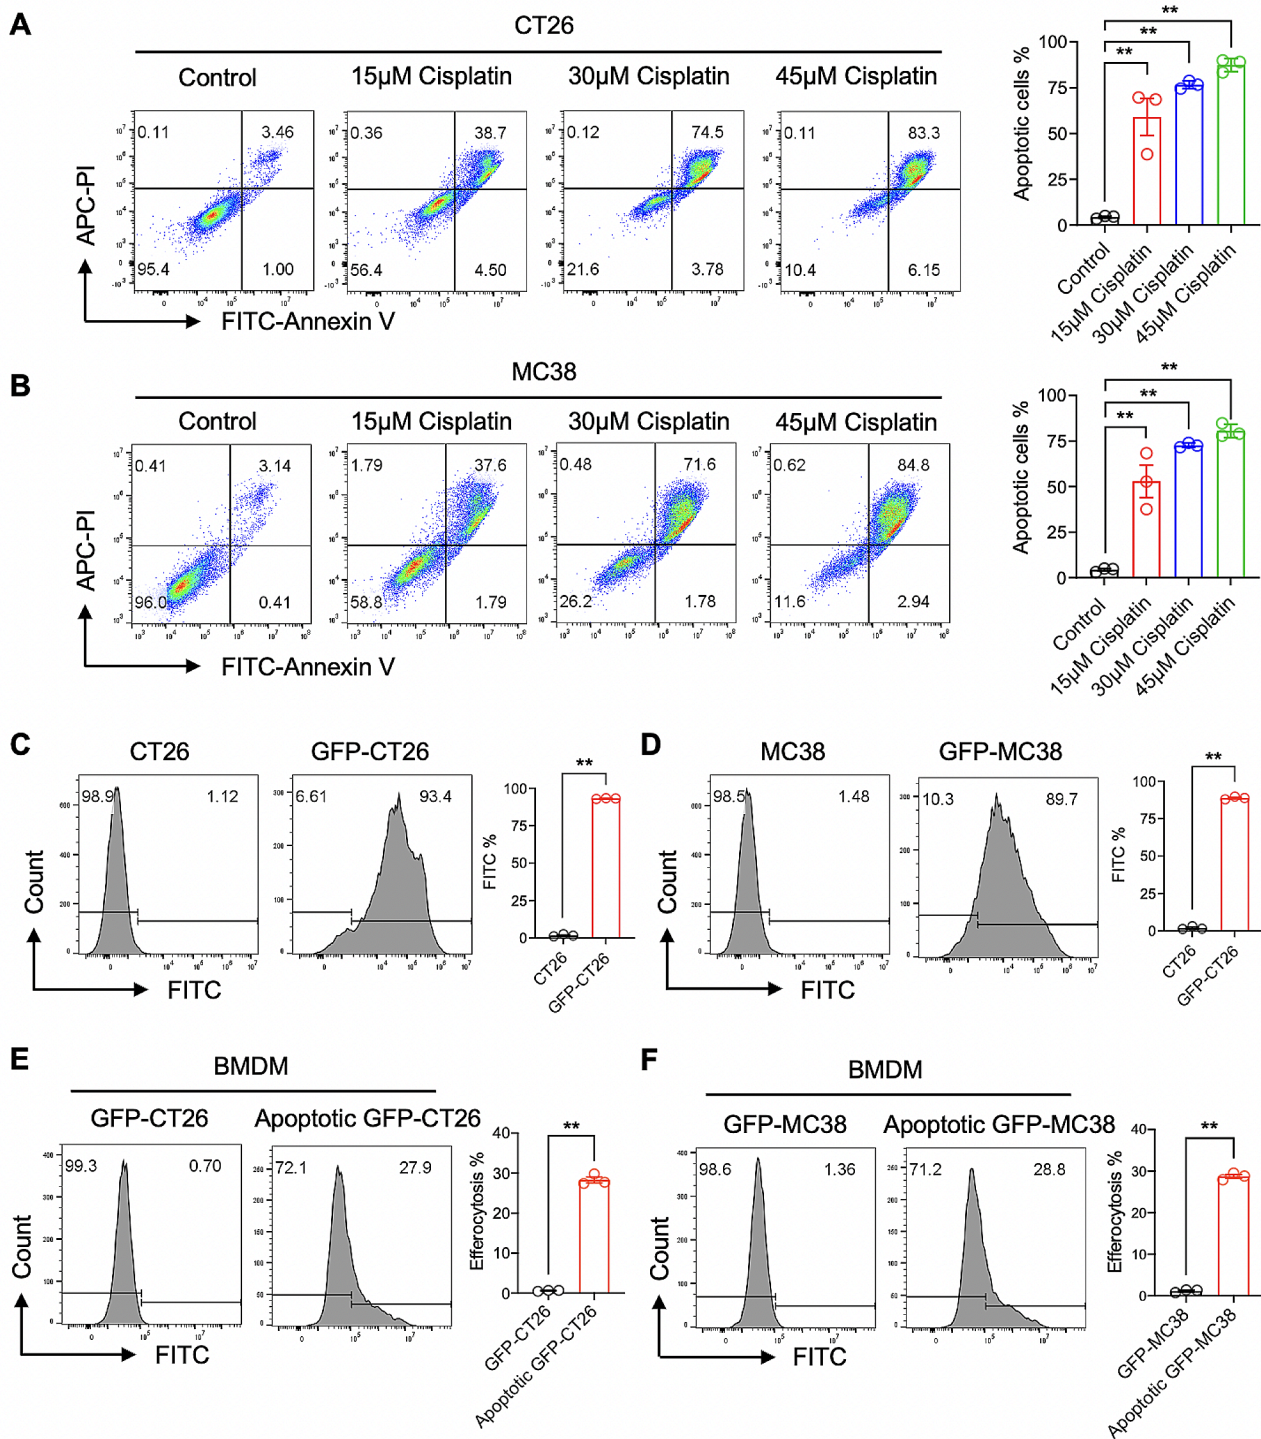 A
CT26
Control
15μM Cisplatin
30μM Cisplatin
45μM Cisplatin
0.11
3.46
95.4
1.00
0.36
38.7
56.4
4.50
0.12
74.5
21.6
3.78
0.11
83.3
10.4
6.15
APC-PI
FITC-Annexin V
**
**
**
Apoptotic cells %
100
75
50
25
0
Control
15μM Cisplatin
30μM Cisplatin
45μM Cisplatin
B
MC38
Control
15μM Cisplatin
30μM Cisplatin
45μM Cisplatin
0.41
3.14
96.0
0.41
1.79
37.6
58.8
1.79
0.48
71.6
26.2
1.78
0.62
84.8
11.6
2.94
APC-PI
FITC-Annexin V
**
**
**
Apoptotic cells %
100
75
50
25
0
Control
15μM Cisplatin
30μM Cisplatin
45μM Cisplatin
C
CT26
GFP-CT26
98.9
1.12
6.61
93.4
Count
FITC
**
FITC %
100
75
50
25
0
CT26
GFP-CT26
D
MC38
GFP-MC38
98.5
1.48
10.3
89.7
Count
FITC
**
FITC %
100
75
50
25
0
CT26
GFP-CT26
E
BMDM
GFP-CT26
Apoptotic GFP-CT26
99.3
0.70
72.1
27.9
Count
FITC
**
Efferocytosis %
40
30
20
10
0
GFP-CT26
Apoptotic GFP-CT26
F
BMDM
GFP-MC38
Apoptotic GFP-MC38
98.6
1.36
71.2
28.8
Count
FITC
**
Efferocytosis %
40
30
20
10
0
GFP-MC38
Apoptotic GFP-MC38